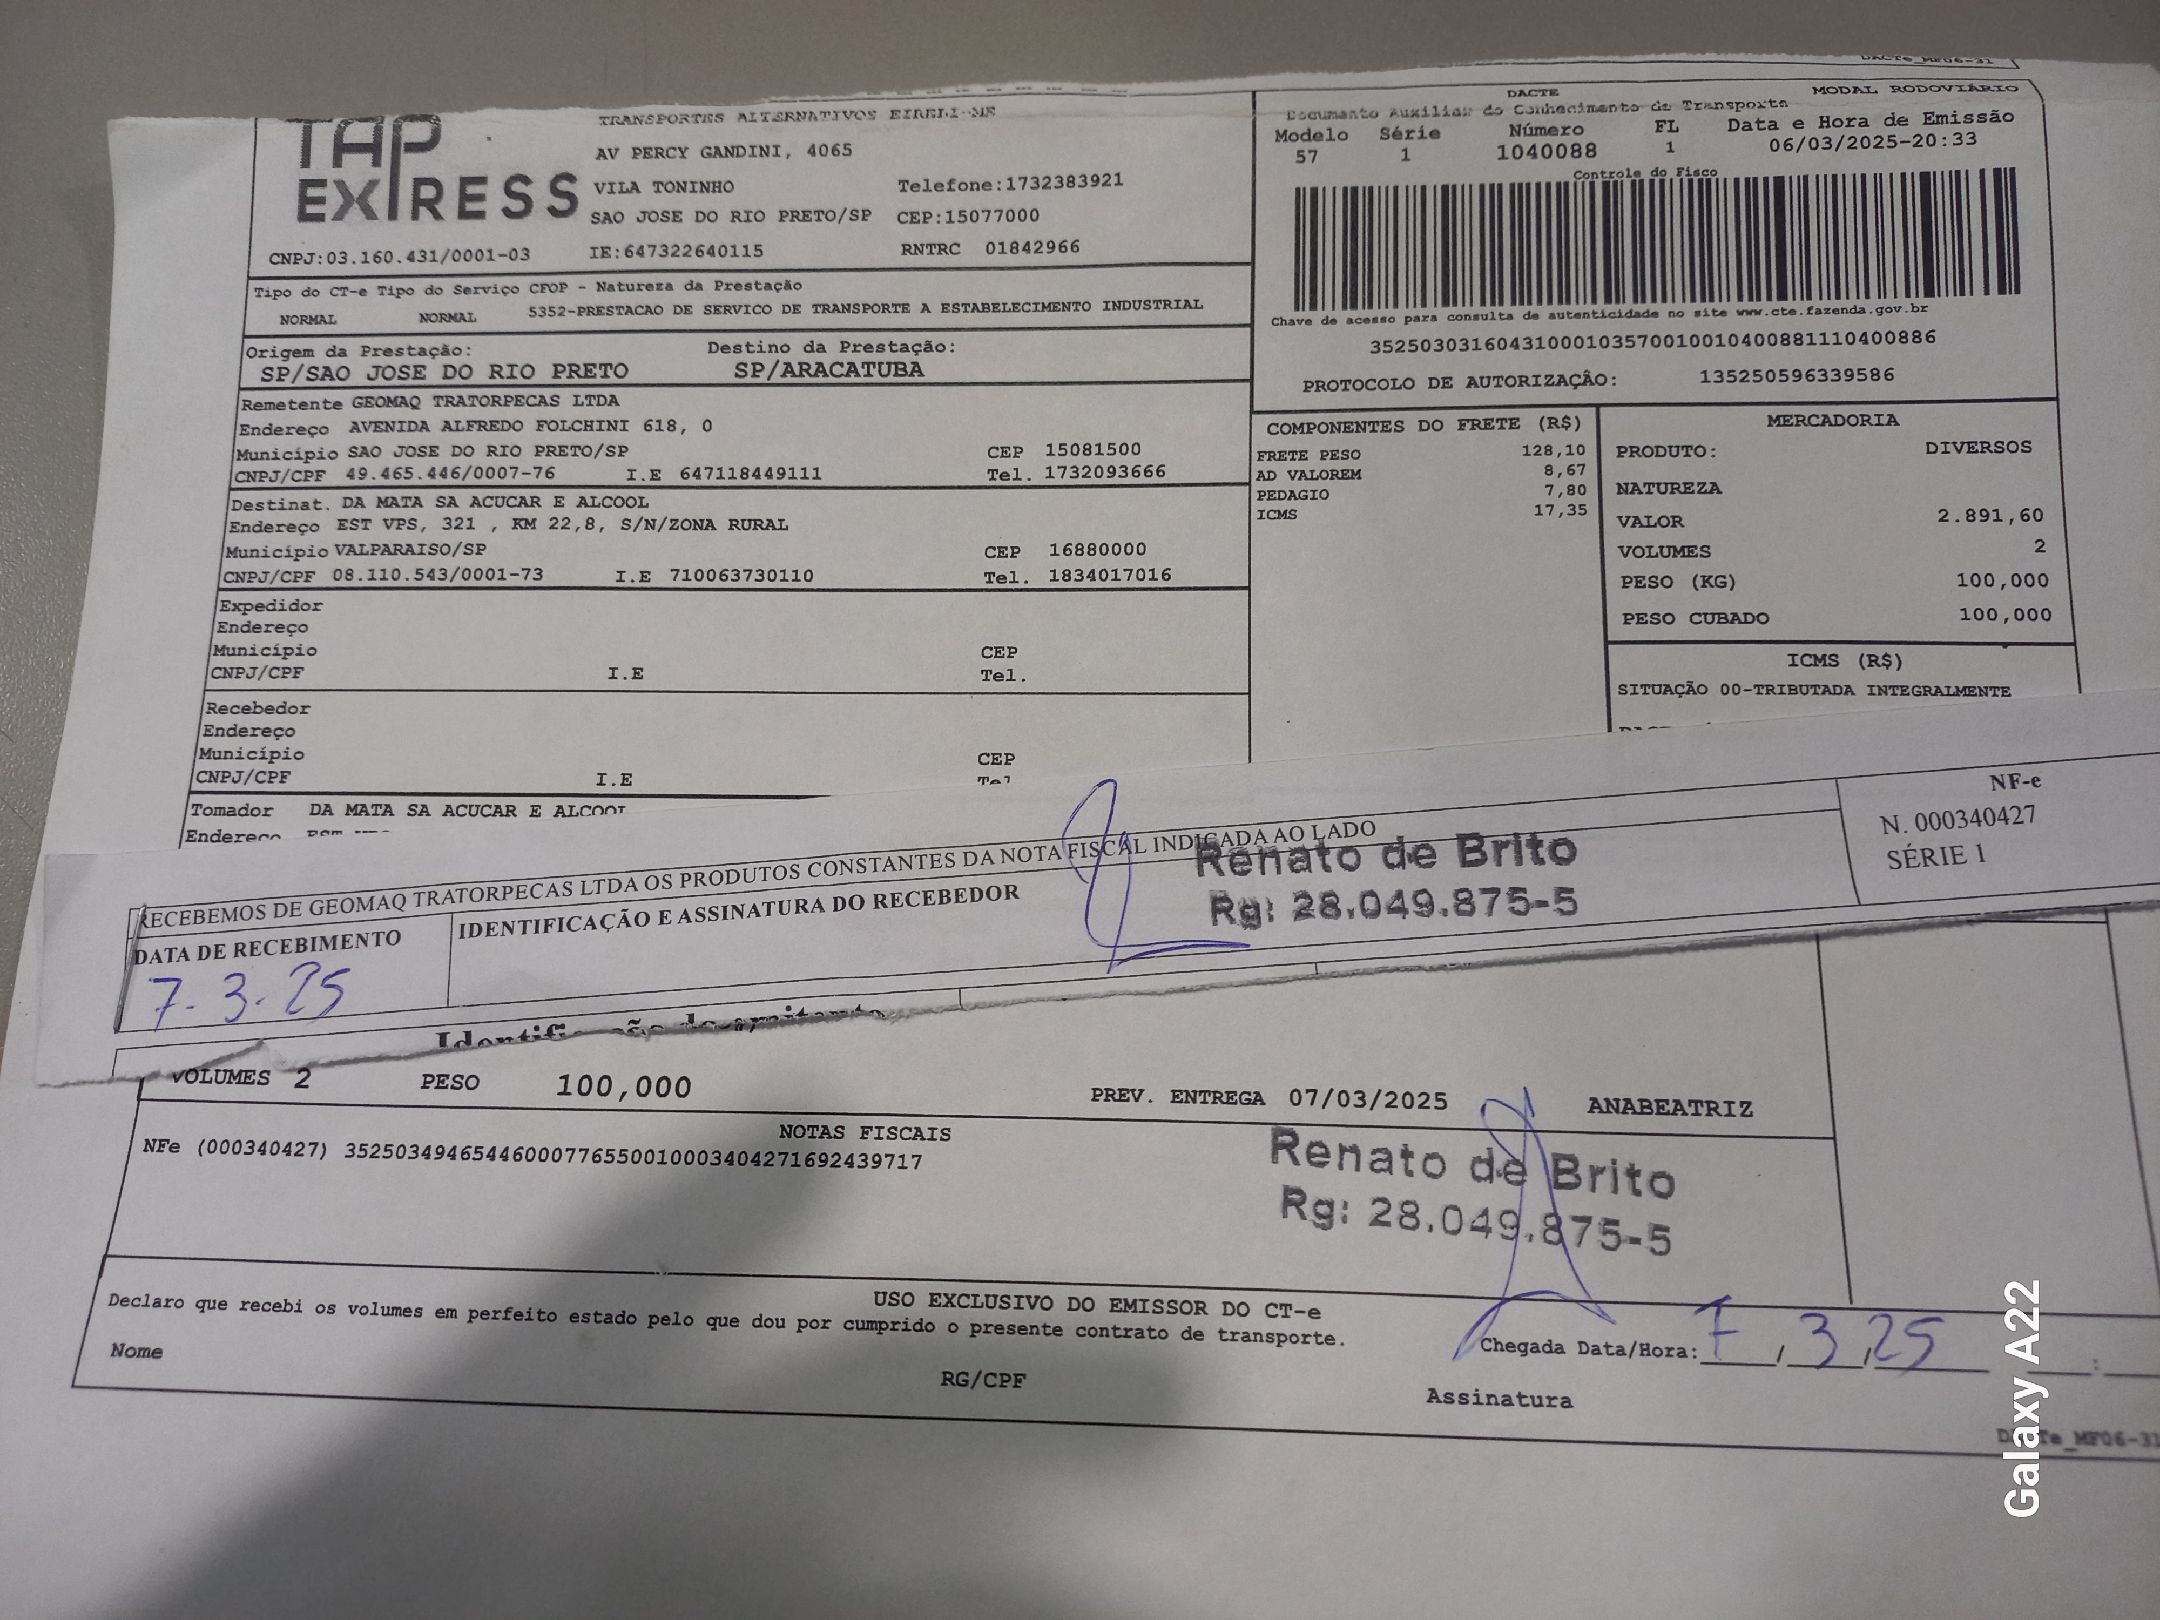 DACTe_MF06-31
TAP EXPRESS
TRANSPORTES ALTERNATIVOS EIRELI-ME
AV PERCY GANDINI, 4065
VILA TONINHO Telefone:1732383921
SAO JOSE DO RIO PRETO/SP CEP:15077000
CNPJ:03.160.431/0001-03 IE:647322640115 RNTRC 01842966
DACTE MODAL RODOVIÁRIO
Documento Auxiliar do Conhecimento de Transporte
Modelo Série Número FL Data e Hora de Emissão
57 1 1040088 1 06/03/2025-20:33
Controle do Fisco
Chave de acesso para consulta de autenticidade no site www.cte.fazenda.gov.br
35250303160431000103570010010400881110400886
PROTOCOLO DE AUTORIZAÇÂO: 135250596339586
Tipo do CT-e Tipo do Serviço CFOP - Natureza da Prestação
NORMAL NORMAL 5352-PRESTACAO DE SERVICO DE TRANSPORTE A ESTABELECIMENTO INDUSTRIAL
Origem da Prestação: Destino da Prestação:
SP/SAO JOSE DO RIO PRETO SP/ARACATUBA
Remetente GEOMAQ TRATORPECAS LTDA
Endereço AVENIDA ALFREDO FOLCHINI 618, 0
Município SAO JOSE DO RIO PRETO/SP CEP 15081500
CNPJ/CPF 49.465.446/0007-76 I.E 647118449111 Tel. 1732093666
Destinat. DA MATA SA ACUCAR E ALCOOL
Endereço EST VPS, 321 , KM 22,8, S/N/ZONA RURAL
Município VALPARAISO/SP CEP 16880000
CNPJ/CPF 08.110.543/0001-73 I.E 710063730110 Tel. 1834017016
Expedidor
Endereço
Município CEP
CNPJ/CPF I.E Tel.
Recebedor
Endereço
Município CEP
CNPJ/CPF I.E Tel
Tomador DA MATA SA ACUCAR E ALCOOL
Endereço
COMPONENTES DO FRETE (R$)
FRETE PESO 128,10
AD VALOREM 8,67
PEDAGIO 7,80
ICMS 17,35
MERCADORIA
PRODUTO: DIVERSOS
NATUREZA
VALOR 2.891,60
VOLUMES 2
PESO (KG) 100,000
PESO CUBADO 100,000
ICMS (R$)
SITUAÇÃO 00-TRIBUTADA INTEGRALMENTE
RECEBEMOS DE GEOMAQ TRATORPECAS LTDA OS PRODUTOS CONSTANTES DA NOTA FISCAL INDICADA AO LADO
DATA DE RECEBIMENTO IDENTIFICAÇÃO E ASSINATURA DO RECEBEDOR
7-3-25
Renato de Brito
Rg: 28.049.875-5
NF-e
N. 000340427
SÉRIE 1
Identificação do emitente
VOLUMES 2 PESO 100,000 PREV. ENTREGA 07/03/2025 ANABEATRIZ
NOTAS FISCAIS
NFe (000340427) 35250349465446000776550010003404271692439717
Renato de Brito
Rg: 28.049.875-5
USO EXCLUSIVO DO EMISSOR DO CT-e
Declaro que recebi os volumes em perfeito estado pelo que dou por cumprido o presente contrato de transporte.
Chegada Data/Hora: 7 / 3 / 25 :
Nome RG/CPF Assinatura
DACTe_MF06-31
Galaxy A22